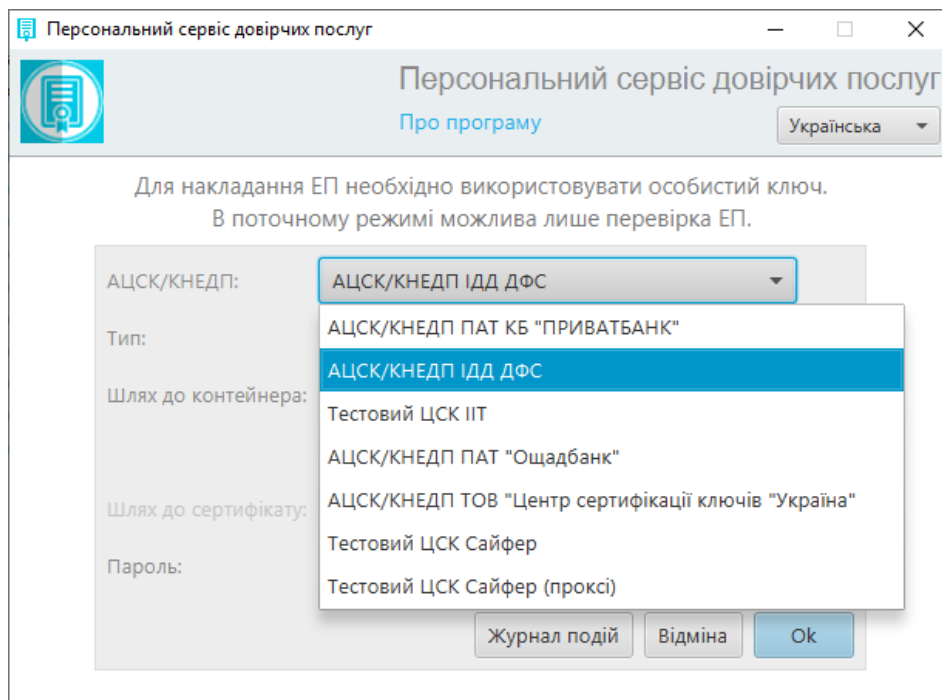 Персональний сервіс довірчих послуг
Персональний сервіс довірчих послуг
Про програму
Українська
Для накладання ЕП необхідно використовувати особистий ключ.
В поточному режимі можлива лише перевірка ЕП.
АЦСК/КНЕДП:
АЦСК/КНЕДП ІДД ДФС
АЦСК/КНЕДП ПАТ КБ "ПРИВАТБАНК"
Тип:
АЦСК/КНЕДП ІДД ДФС
Шлях до контейнера:
Тестовий ЦСК ІІТ
АЦСК/КНЕДП ПАТ "Ощадбанк"
АЦСК/КНЕДП ТОВ "Центр сертифікації ключів "Україна"
Шлях до сертифікату:
Тестовий ЦСК Сайфер
Пароль:
Тестовий ЦСК Сайфер (проксі)
Журнал подій
Відміна
Ok